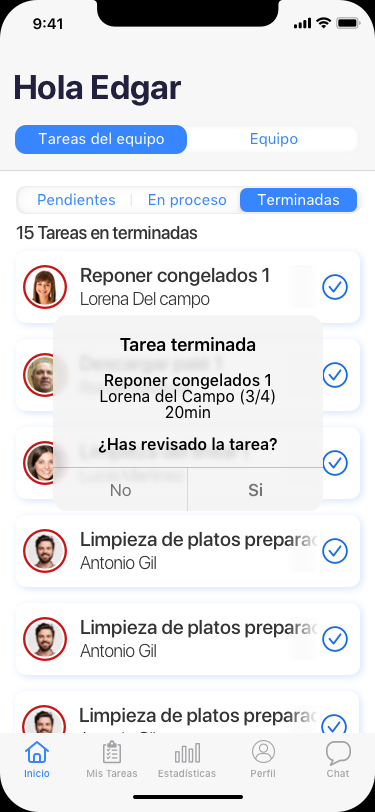 9:41
Hola Edgar
Tareas del equipo
Equipo
Pendientes
En proceso
Terminadas
15 Tareas en terminadas
Reponer congelados 1
Lorena Del campo
Tarea terminada
Reponer congelados 1
Lorena del Campo (3/4)
20min
¿Has revisado la tarea?
No
Si
Limpieza de platos preparac
Antonio Gil
Limpieza de platos preparac
Antonio Gil
Limpieza de platos preparac
Inicio
Mis Tareas
Estadísticas
Perfil
Chat